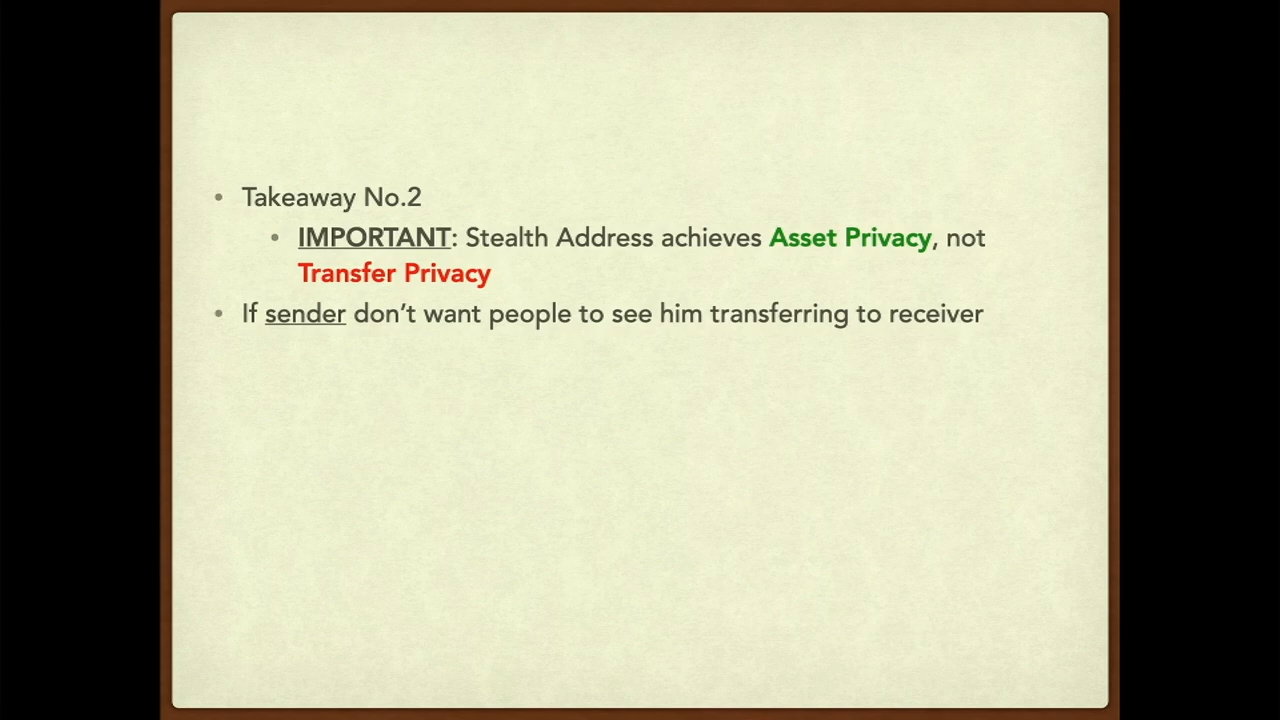 • Takeaway No.2
• IMPORTANT: Stealth Address achieves Asset Privacy, not
Transfer Privacy
• If sender don’t want people to see him transferring to receiver